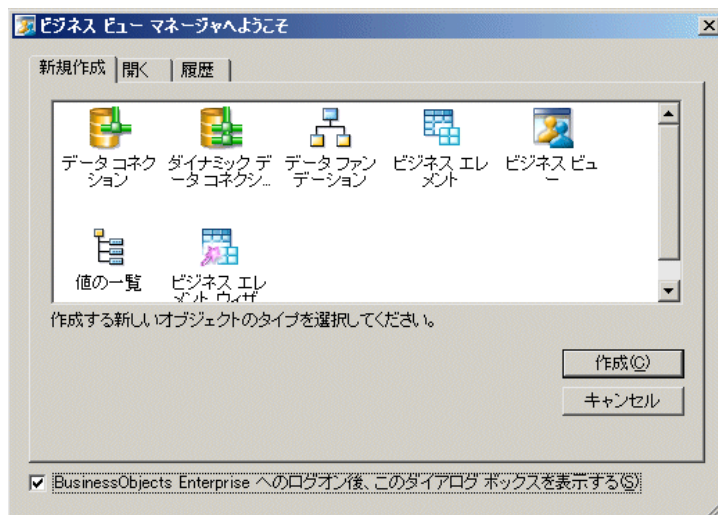 ビジネス ビュー マネージャへようこそ
新規作成 開く 履歴
データ コネク
ション
ダイナミック デ
ータ コネクシ...
データ ファン
デーション
ビジネス エレ
メント
ビジネス ビュ
ー
値の一覧
ビジネス エレ
メント ウィザ
作成する新しいオブジェクトのタイプを選択してください。
作成(C)
キャンセル
BusinessObjects Enterprise へのログオン後、このダイアログ ボックスを表示する(S)